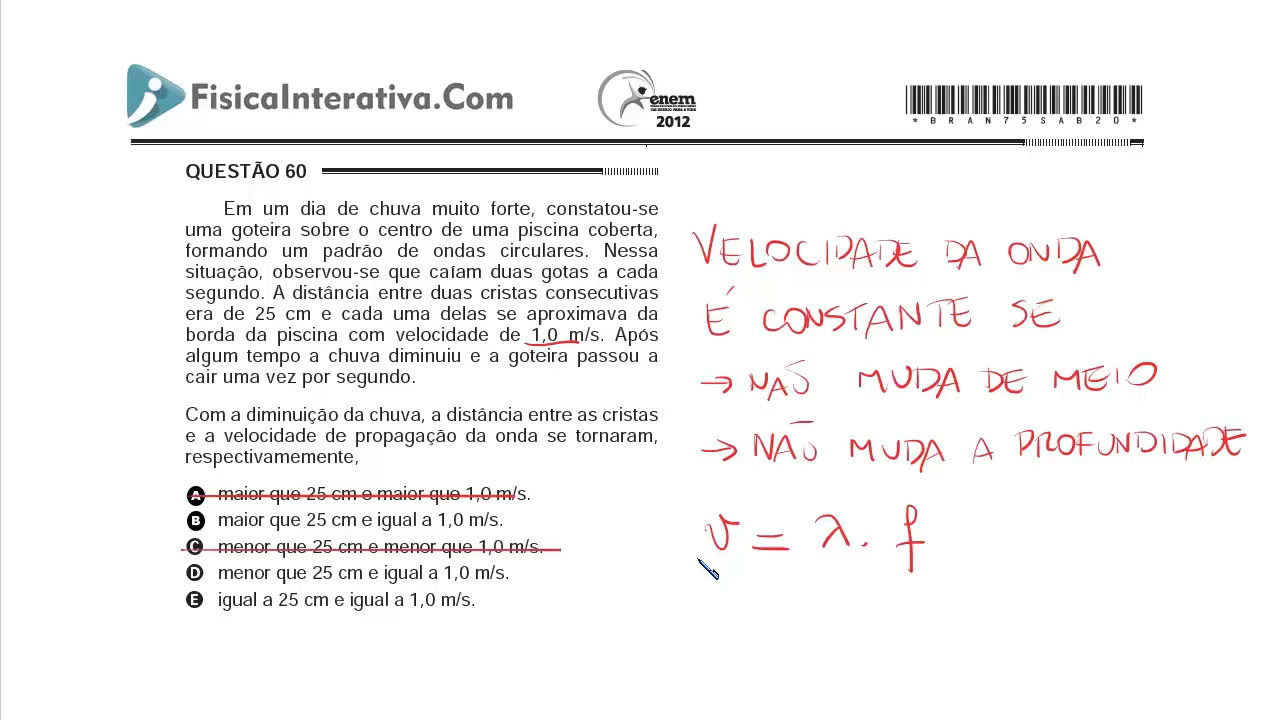 FisicaInterativa.Com
enem
2012
*BRAN75SAB20*
QUESTÃO 60
Em um dia de chuva muito forte, constatou-se
uma goteira sobre o centro de uma piscina coberta,
formando um padrão de ondas circulares. Nessa
situação, observou-se que caíam duas gotas a cada
segundo. A distância entre duas cristas consecutivas
era de 25 cm e cada uma delas se aproximava da
borda da piscina com velocidade de 1,0 m/s. Após
algum tempo a chuva diminuiu e a goteira passou a
cair uma vez por segundo.
Com a diminuição da chuva, a distância entre as cristas
e a velocidade de propagação da onda se tornaram,
respectivamemente,
A maior que 25 cm e maior que 1,0 m/s.
B maior que 25 cm e igual a 1,0 m/s.
C menor que 25 cm e menor que 1,0 m/s.
D menor que 25 cm e igual a 1,0 m/s.
E igual a 25 cm e igual a 1,0 m/s.
VELOCIDADE DA ONDA
É CONSTANTE SE
→ NÃO MUDA DE MEIO
→ NÃO MUDA A PROFUNDIDADE
v = λ . f